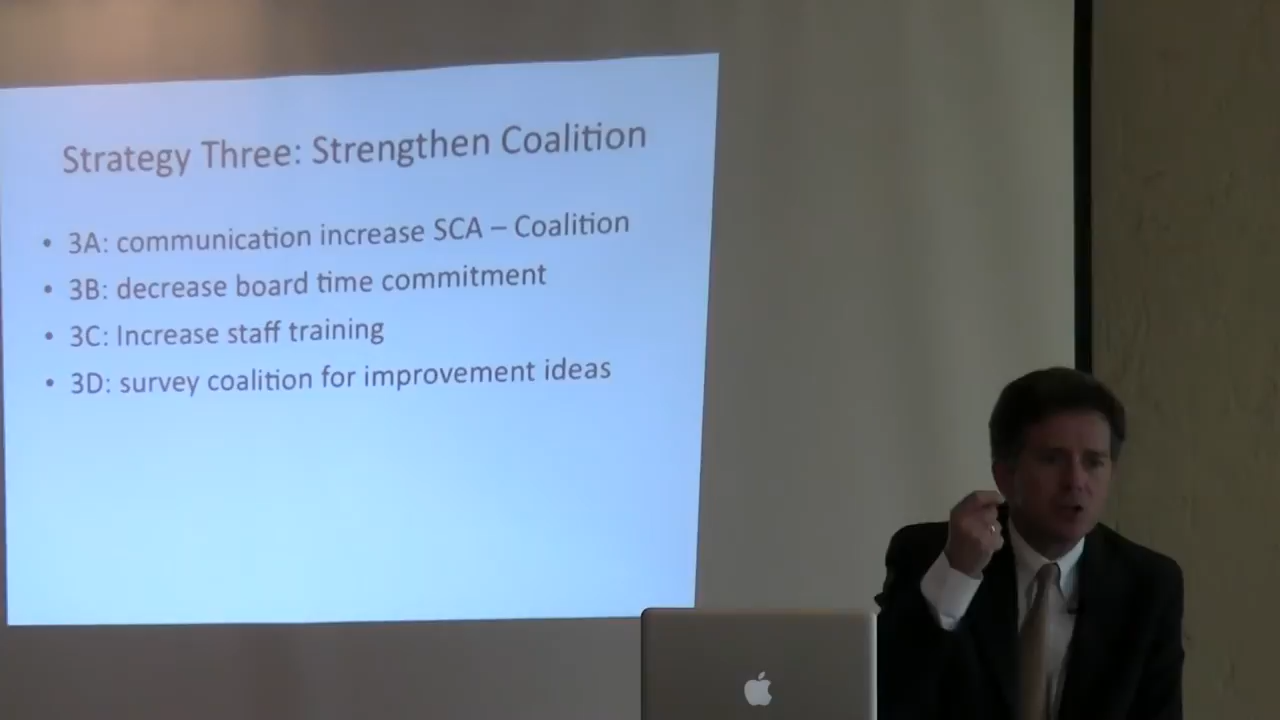 Strategy Three: Strengthen Coalition
• 3A: communication increase SCA – Coalition
• 3B: decrease board time commitment
• 3C: Increase staff training
• 3D: survey coalition for improvement ideas